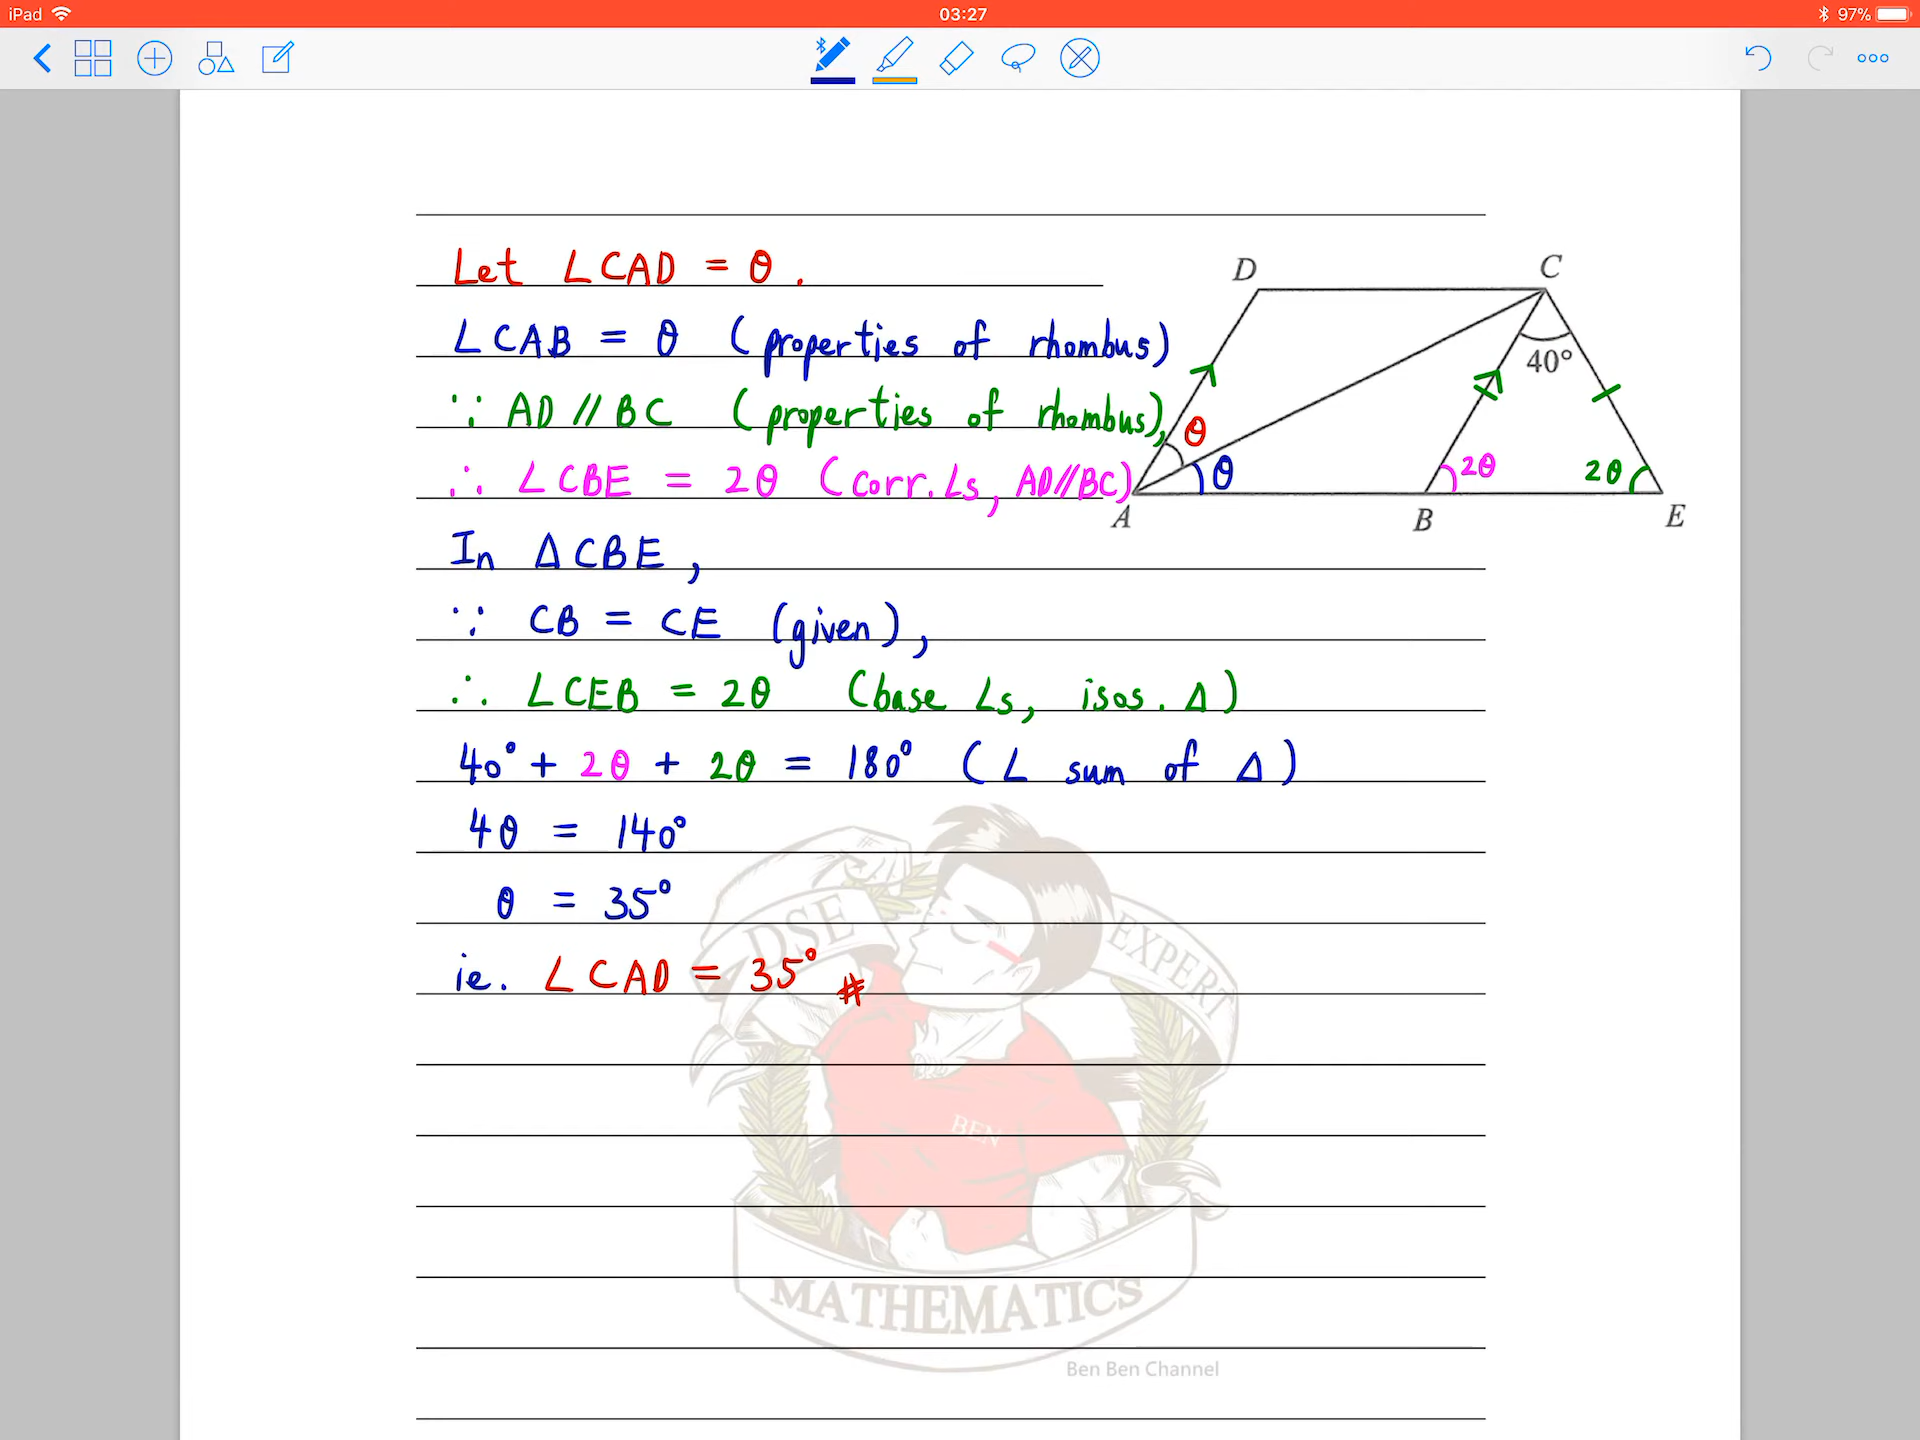 iPad 03:27 97%
Let ∠CAD = θ .
∠CAB = θ (properties of rhombus)
∵ AD // BC (properties of rhombus),
∴ ∠CBE = 2θ (corr. ∠s, AD//BC)
In ΔCBE ,
∵ CB = CE (given) ,
∴ ∠CEB = 2θ (base ∠s, isos. Δ)
40° + 2θ + 2θ = 180° (∠ sum of Δ)
4θ = 140°
θ = 35°
ie. ∠CAD = 35° #
D C
40°
θ
θ 2θ 2θ
A B E
DSE EXPERT
BEN
MATHEMATICS
Ben Ben Channel